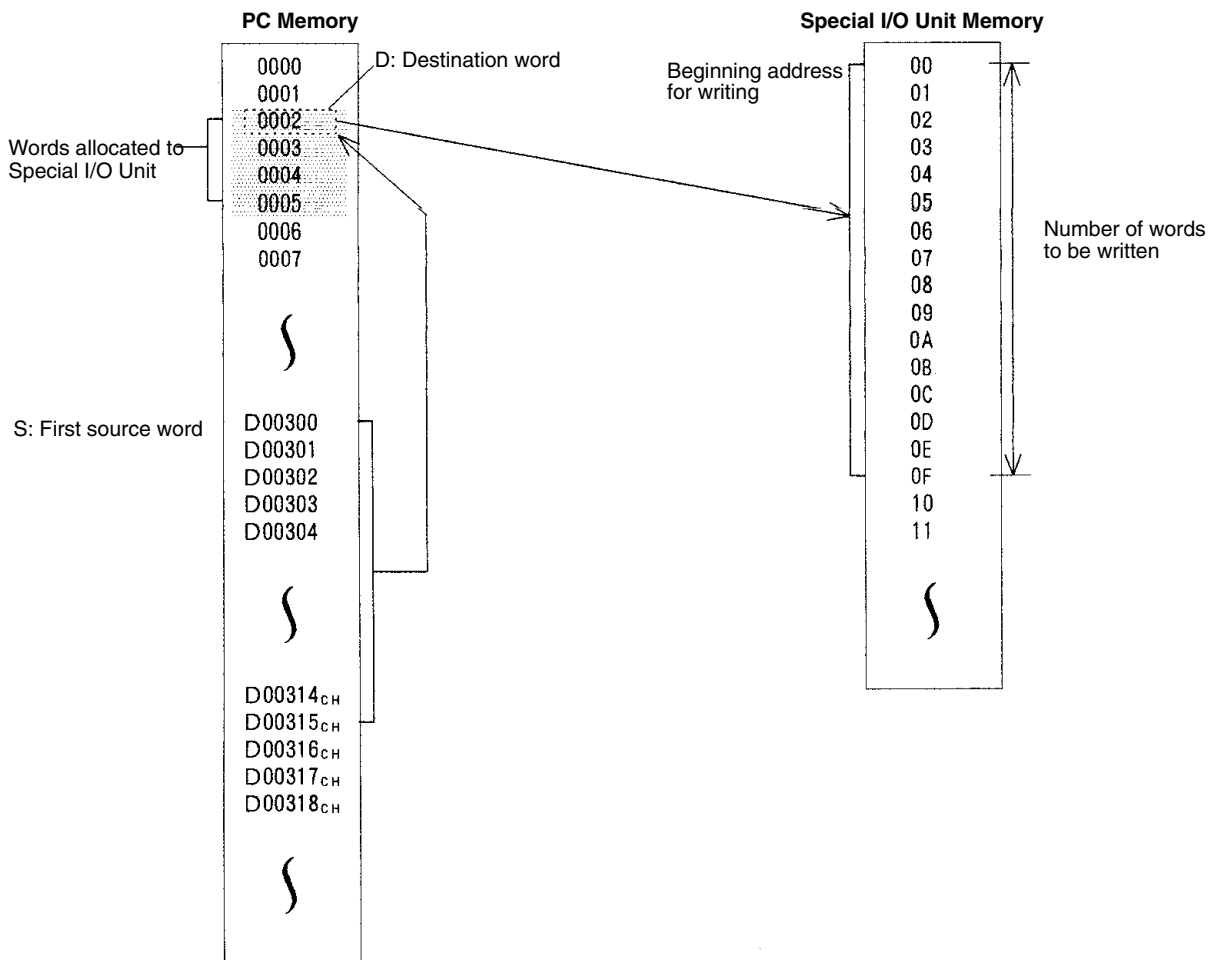 PC Memory
Special I/O Unit Memory
D: Destination word
0000
0001
0002
0003
0004
0005
0006
0007
Words allocated to
Special I/O Unit
S: First source word
D00300
D00301
D00302
D00303
D00304
D00314CH
D00315CH
D00316CH
D00317CH
D00318CH
Beginning address
for writing
00
01
02
03
04
05
06
07
08
09
0A
0B
0C
0D
0E
0F
10
11
Number of words
to be written